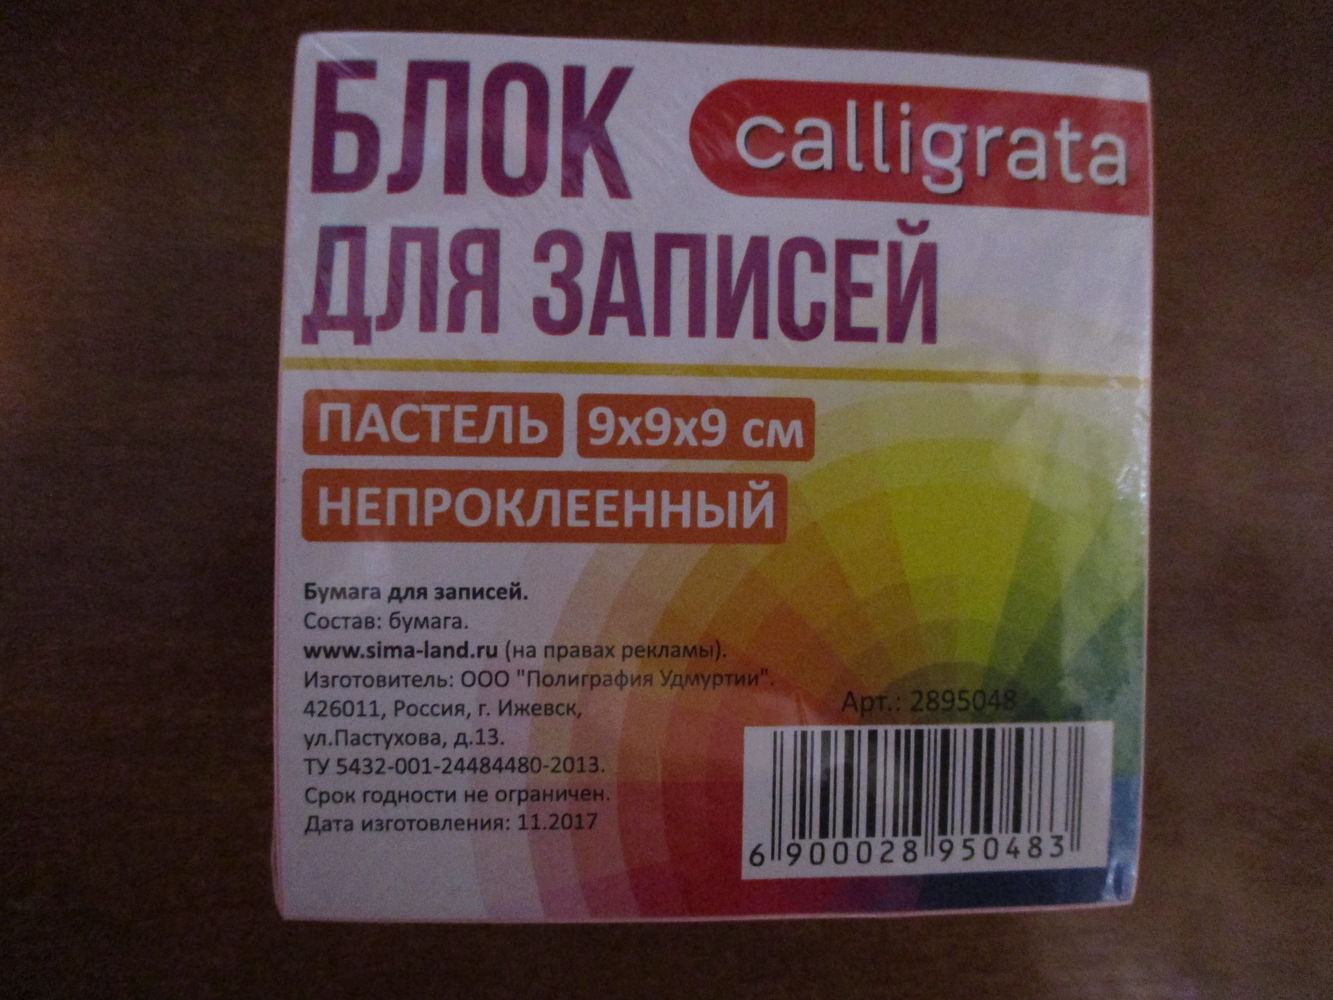 БЛОК
calligrata
ДЛЯ ЗАПИСЕЙ
ПАСТЕЛЬ
9х9х9 см
НЕПРОКЛЕЕННЫЙ
Бумага для записей.
Состав: бумага.
www.sima-land.ru (на правах рекламы).
Изготовитель: ООО "Полиграфия Удмуртии".
426011, Россия, г. Ижевск,
ул.Пастухова, д.13.
ТУ 5432-001-24484480-2013.
Срок годности не ограничен.
Дата изготовления: 11.2017
Арт.: 2895048
6 900028 950483